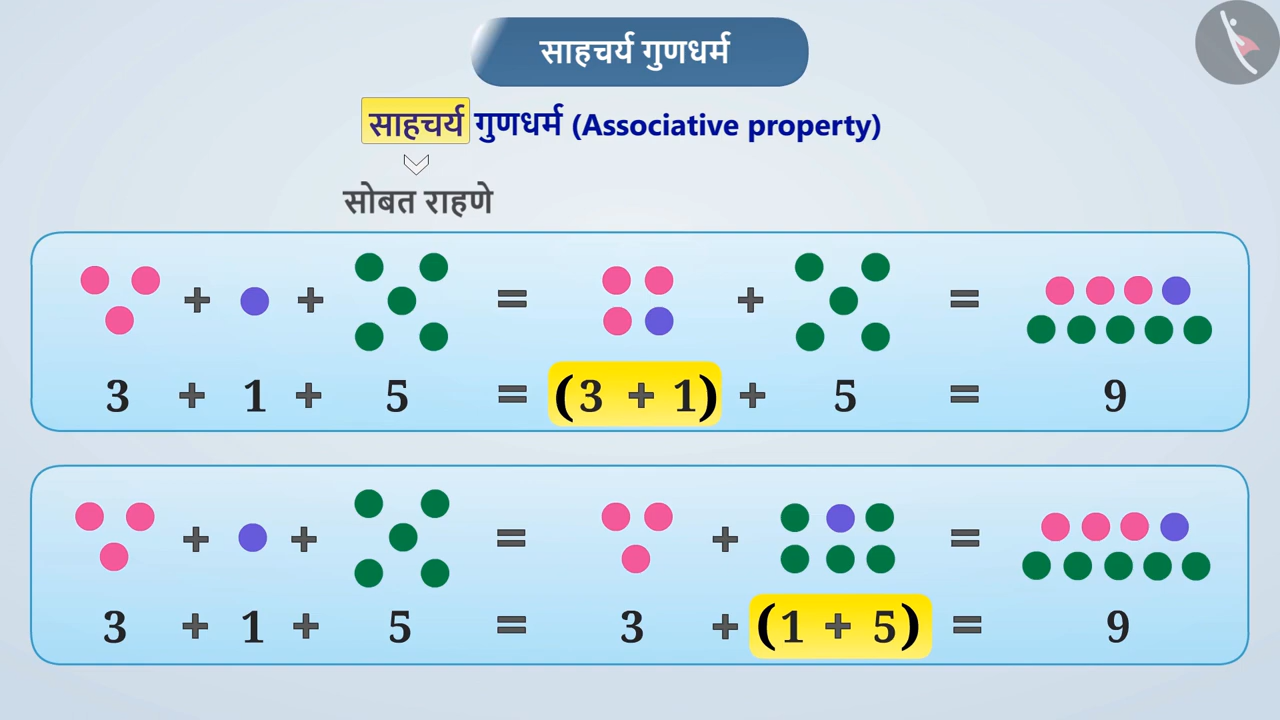 साहचर्य गुणधर्म
साहचर्य गुणधर्म (Associative property)
सोबत राहणे
+ + = + =
3 + 1 + 5 = (3 + 1) + 5 = 9
+ + = + =
3 + 1 + 5 = 3 + (1 + 5) = 9